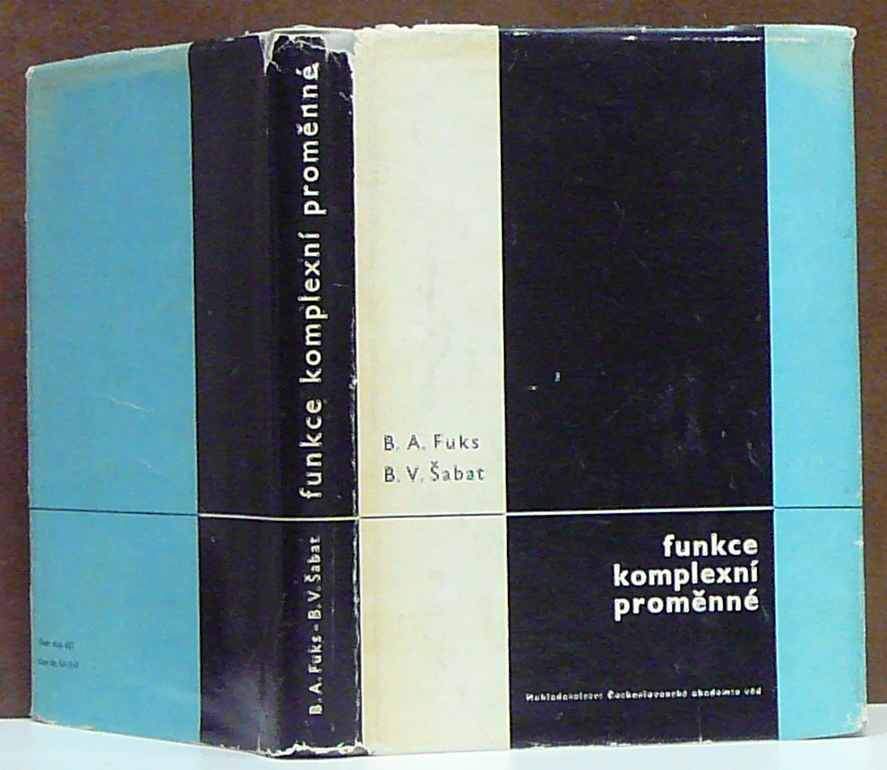 funkce komplexní proměnné
B. A. Fuks - B. V. Šabat
B. A. Fuks
B. V. Šabat
funkce
komplexní
proměnné
Nakladatelství Československé akademie věd